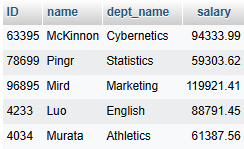 ID name dept_name salary
63395 McKinnon Cybernetics 94333.99
78699 Pingr Statistics 59303.62
96895 Mird Marketing 119921.41
4233 Luo English 88791.45
4034 Murata Athletics 61387.56